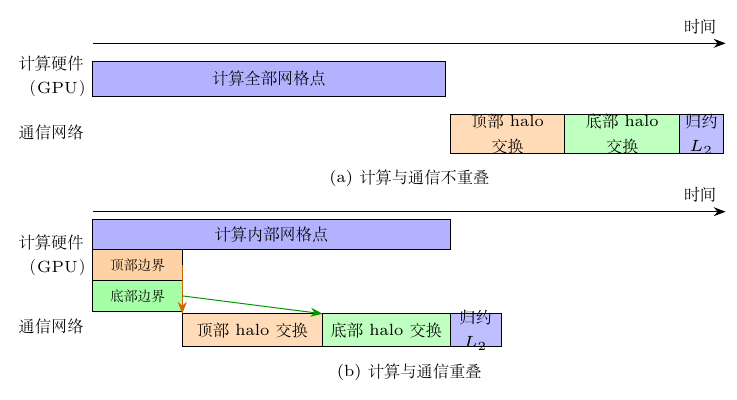 时间
计算硬件
(GPU)
计算全部网格点
通信网络
顶部 halo
交换
底部 halo
交换
归约
L₂
(a) 计算与通信不重叠
时间
计算硬件
(GPU)
计算内部网格点
顶部边界
底部边界
通信网络
顶部 halo 交换
底部 halo 交换
归约
L₂
(b) 计算与通信重叠